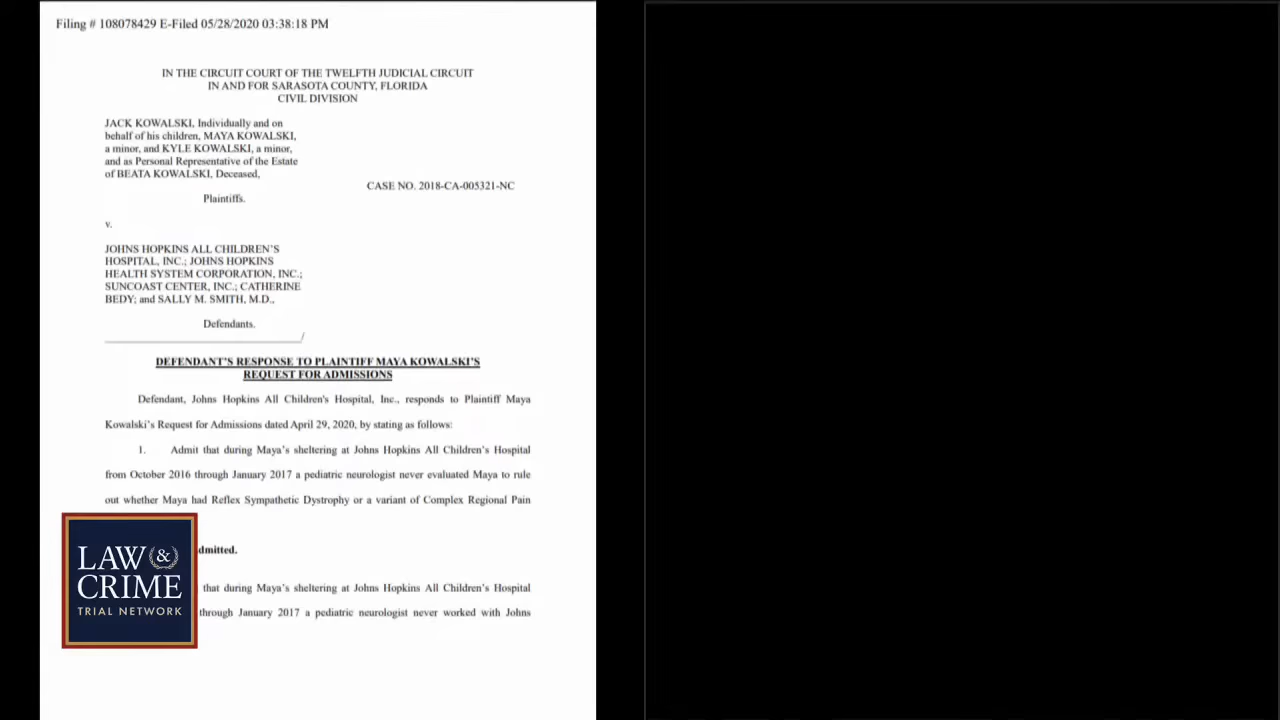 Filing # 108078429 E-Filed 05/28/2020 03:38:18 PM
IN THE CIRCUIT COURT OF THE TWELFTH JUDICIAL CIRCUIT
IN AND FOR SARASOTA COUNTY, FLORIDA
CIVIL DIVISION
JACK KOWALSKI, Individually and on
behalf of his children, MAYA KOWALSKI,
a minor, and KYLE KOWALSKI, a minor,
and as Personal Representative of the Estate
of BEATA KOWALSKI, Deceased,
CASE NO. 2018-CA-005321-NC
Plaintiffs.
v.
JOHNS HOPKINS ALL CHILDREN'S
HOSPITAL, INC.; JOHNS HOPKINS
HEALTH SYSTEM CORPORATION, INC.;
SUNCOAST CENTER, INC.; CATHERINE
BEDY; and SALLY M. SMITH, M.D.,
Defendants.
/
DEFENDANT'S RESPONSE TO PLAINTIFF MAYA KOWALSKI'S
REQUEST FOR ADMISSIONS
Defendant, Johns Hopkins All Children's Hospital, Inc., responds to Plaintiff Maya
Kowalski's Request for Admissions dated April 29, 2020, by stating as follows:
1. Admit that during Maya's sheltering at Johns Hopkins All Children's Hospital
from October 2016 through January 2017 a pediatric neurologist never evaluated Maya to rule
out whether Maya had Reflex Sympathetic Dystrophy or a variant of Complex Regional Pain
dmitted.
that during Maya's sheltering at Johns Hopkins All Children's Hospital
through January 2017 a pediatric neurologist never worked with Johns
LAW &
CRIME
TRIAL NETWORK